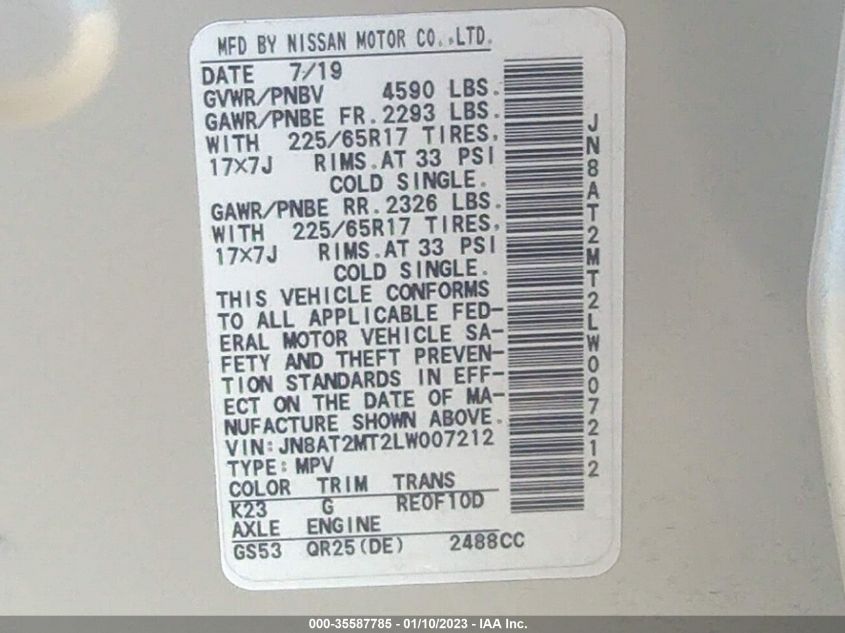 MFD BY NISSAN MOTOR CO.,LTD.
DATE 7/19
GVWR/PNBV 4590 LBS.
GAWR/PNBE FR. 2293 LBS.
WITH 225/65R17 TIRES,
17×7J RIMS.AT 33 PSI
COLD SINGLE.
GAWR/PNBE RR. 2326 LBS.
WITH 225/65R17 TIRES,
17×7J RIMS.AT 33 PSI
COLD SINGLE.
THIS VEHICLE CONFORMS
TO ALL APPLICABLE FED-
ERAL MOTOR VEHICLE SA-
FETY AND THEFT PREVEN-
TION STANDARDS IN EFF-
ECT ON THE DATE OF MA-
NUFACTURE SHOWN ABOVE.
VIN: JN8AT2MT2LW007212
TYPE: MPV
COLOR TRIM TRANS
K23 G RE0F10D
AXLE ENGINE
GS53 QR25(DE) 2488CC
JN8AT2MT2LW007212
000-35587785 - 01/10/2023 - IAA Inc.